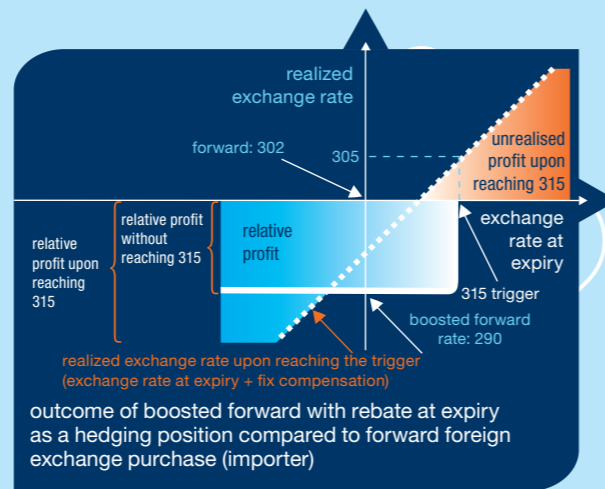 realized
exchange rate
forward: 302
305
unrealised
profit upon
reaching 315
relative
profit upon
reaching
315
relative profit
without
reaching 315
relative
profit
exchange
rate at
expiry
315 trigger
boosted forward
rate: 290
realized exchange rate upon reaching the trigger
(exchange rate at expiry + fix compensation)
outcome of boosted forward with rebate at expiry
as a hedging position compared to forward foreign
exchange purchase (importer)